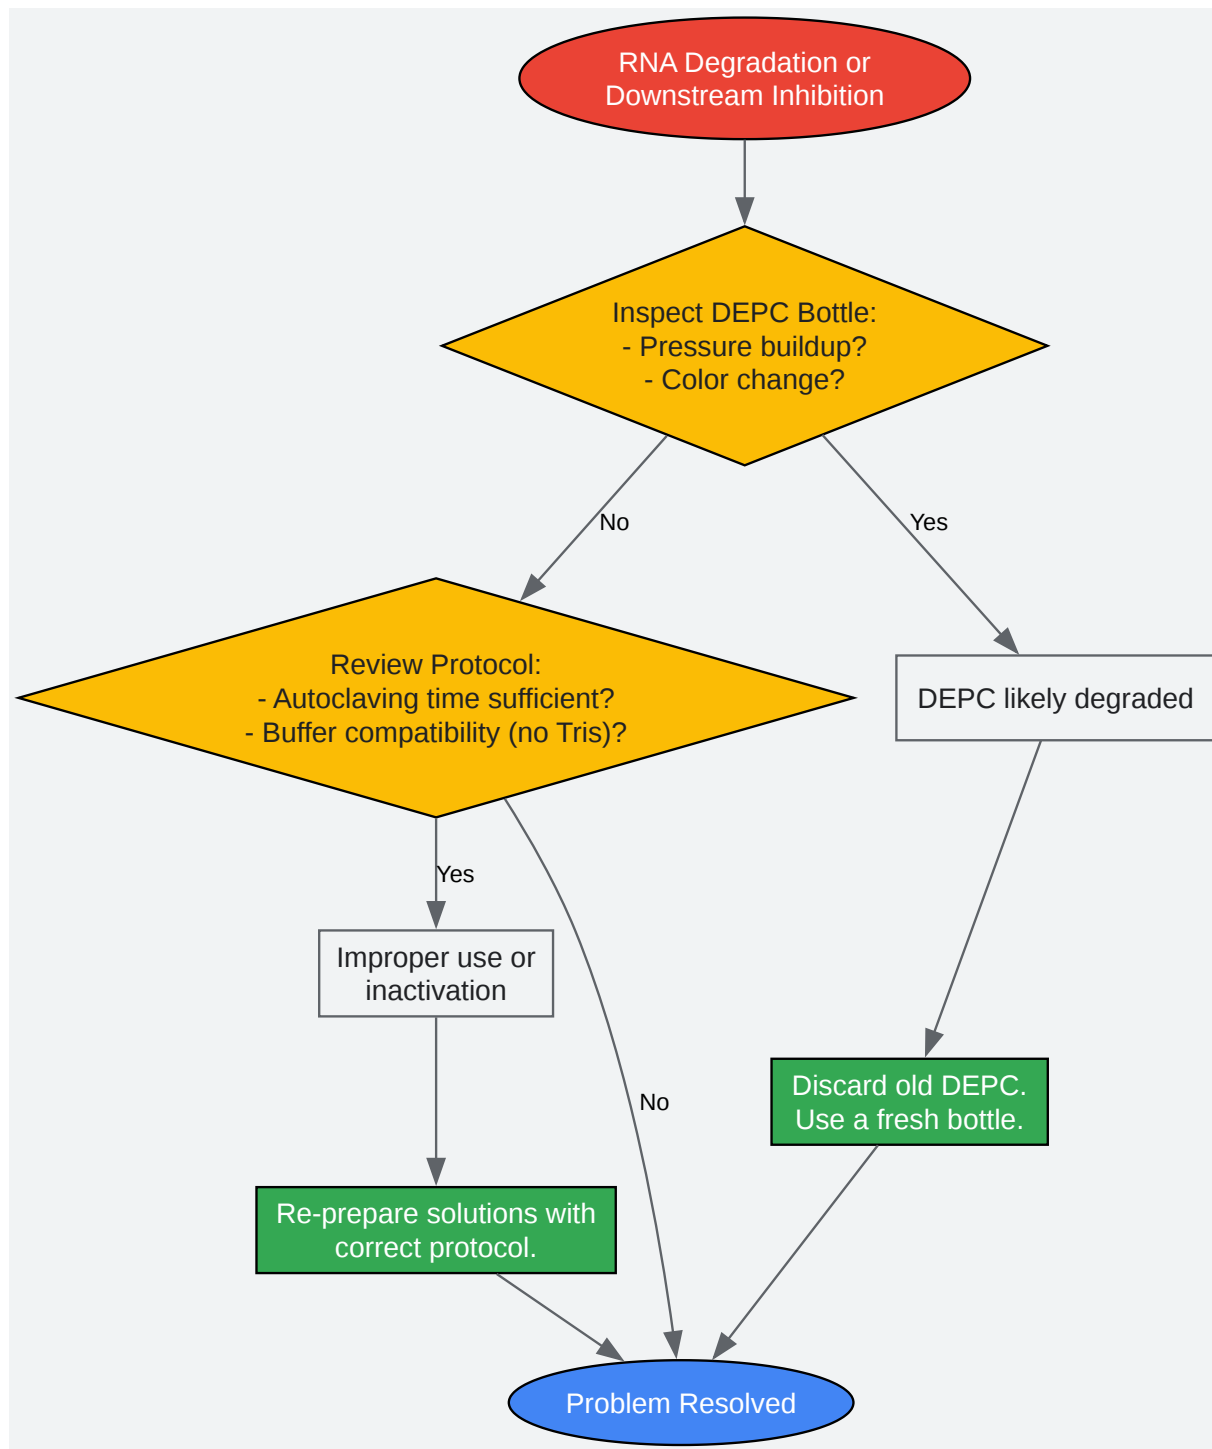 RNA Degradation or
Downstream Inhibition
Inspect DEPC Bottle:
- Pressure buildup?
- Color change?
No
Yes
Review Protocol:
- Autoclaving time sufficient?
- Buffer compatibility (no Tris)?
DEPC likely degraded
Yes
Improper use or
inactivation
No
Discard old DEPC.
Use a fresh bottle.
Re-prepare solutions with
correct protocol.
Problem Resolved